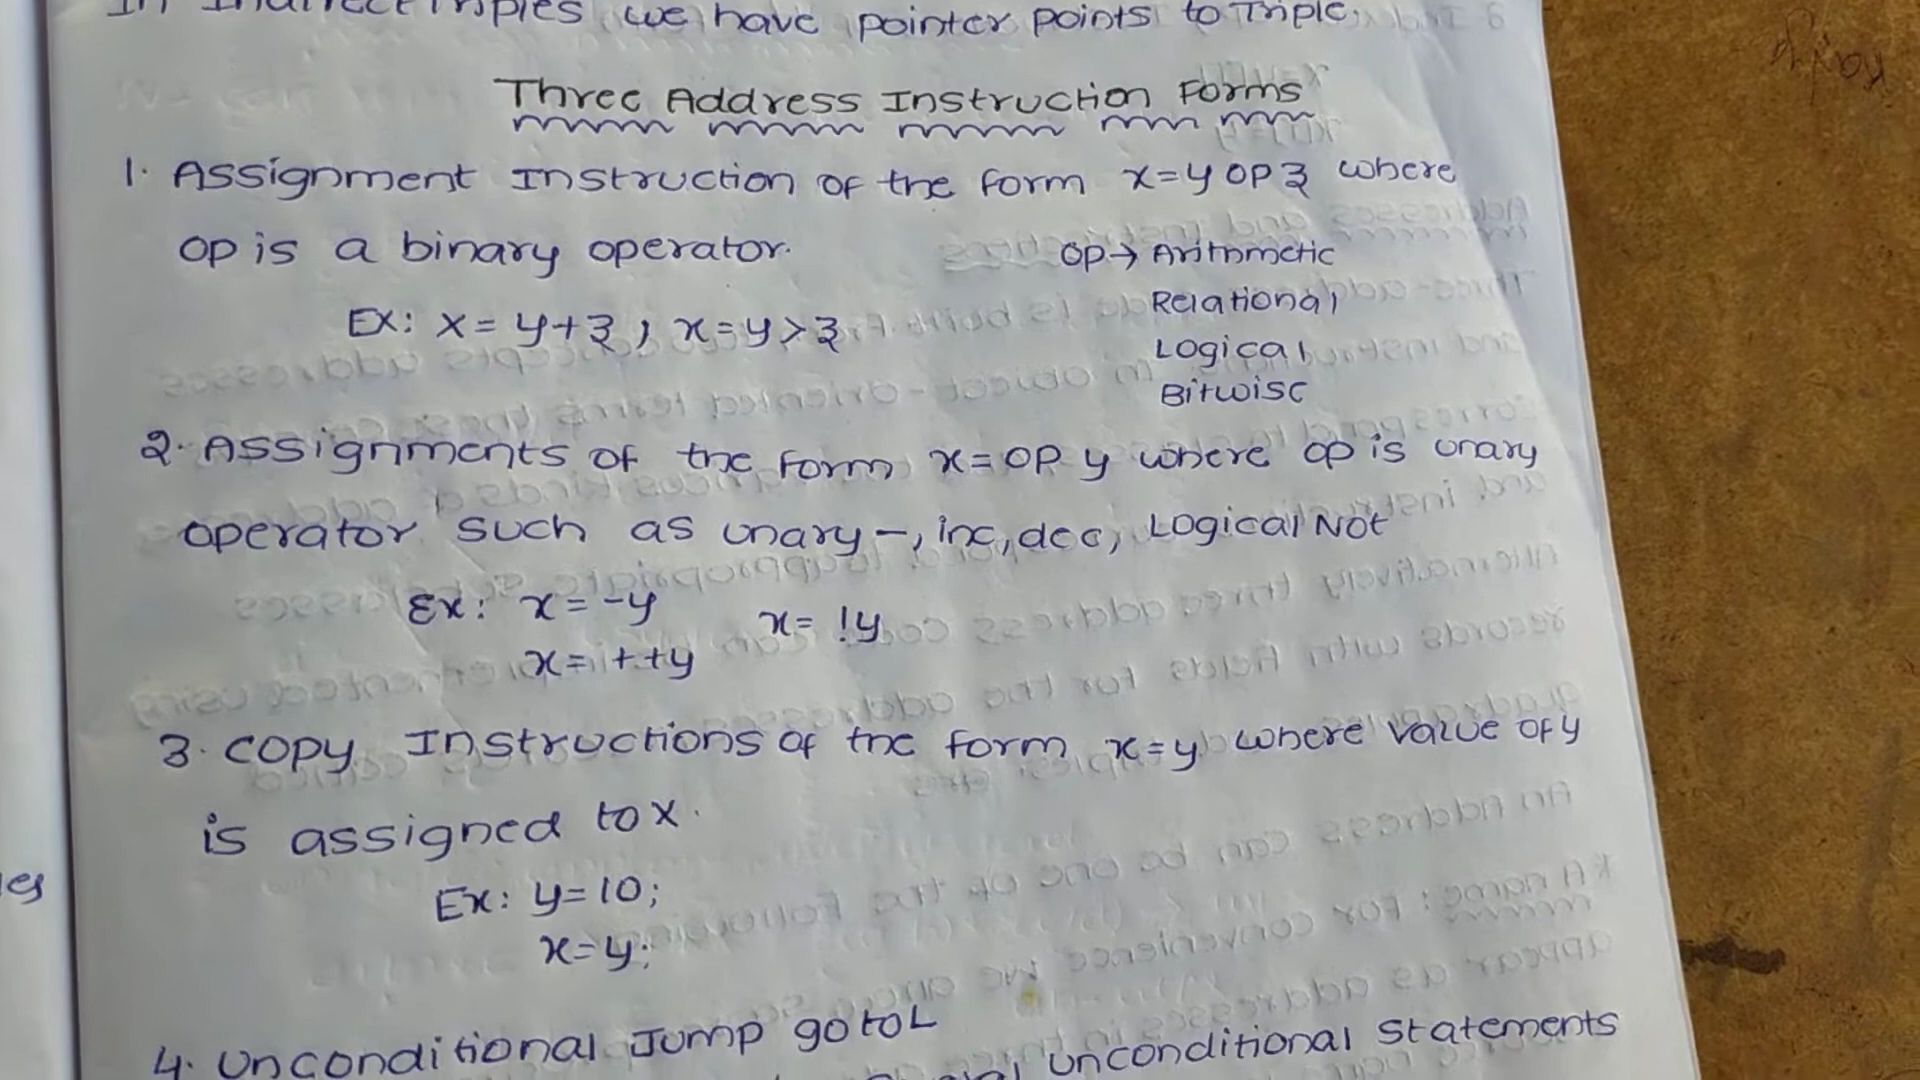 In Indirect Triples we have pointer points to Triple.
Three Address Instruction Forms
1. Assignment Instruction of the form x=y op z where
op is a binary operator.
op→ Arithmetic
Relational
Logical
Bitwise
Ex: x=y+z, x=y>z
2. Assignments of the form x=op y where op is unary
operator such as unary -, inc, dec, Logical Not
Ex: x=-y x=!y
x=++y
3. Copy Instructions of the form x=y where value of y
is assigned to x.
Ex: y=10;
x=y;
4. Unconditional Jump goto L
unconditional statements